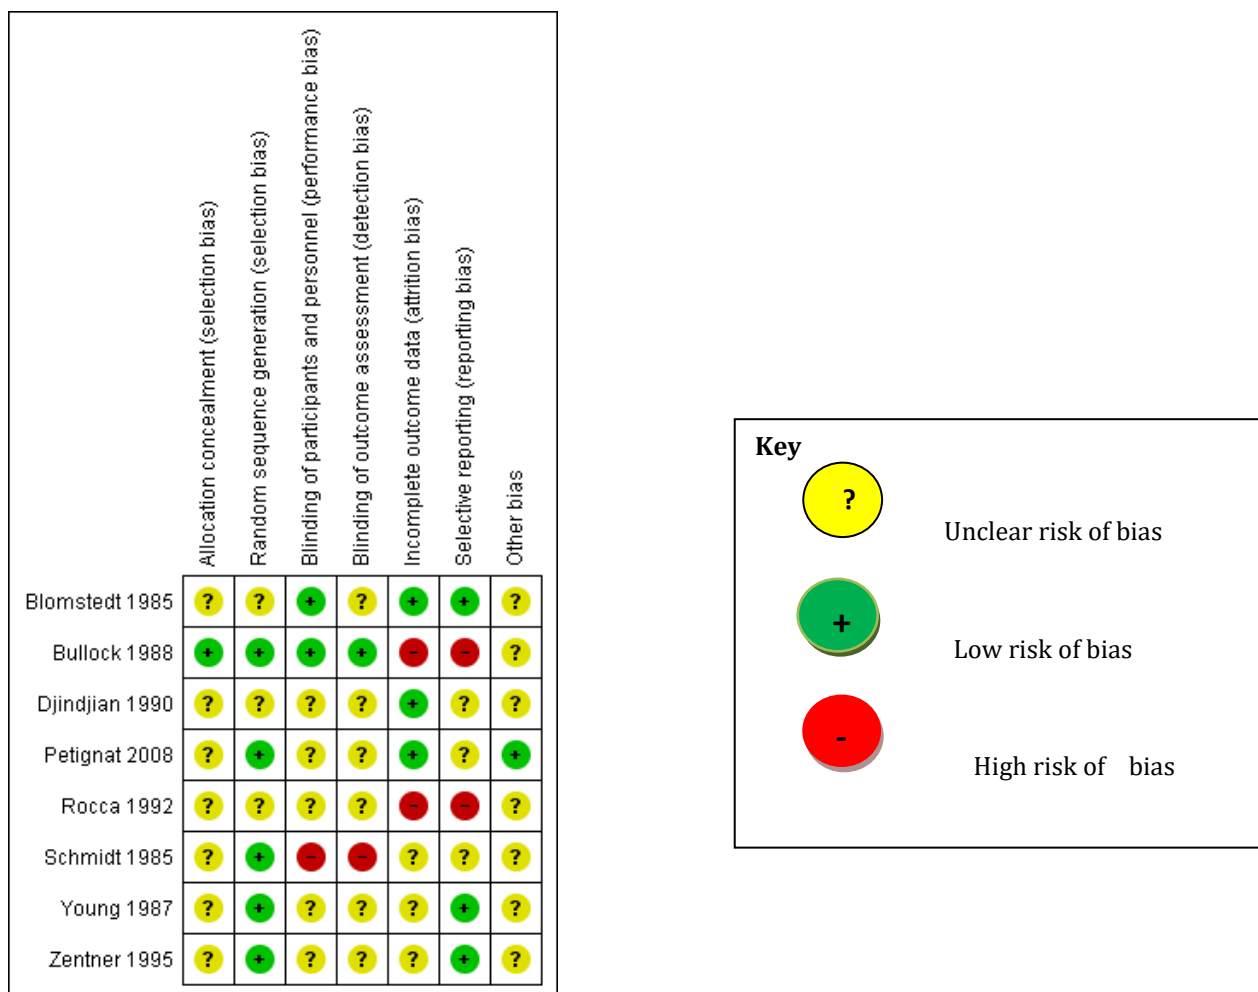 Allocation concealment (selection bias)
Random sequence generation (selection bias)
Blinding of participants and personnel (performance bias)
Blinding of outcome assessment (detection bias)
Incomplete outcome data (attrition bias)
Selective reporting (reporting bias)
Other bias
Blomstedt 1985 ? ? + ? + + ?
Bullock 1988 + + + + - - ?
Djindjian 1990 ? ? ? ? + ? ?
Petignat 2008 ? + ? ? + ? +
Rocca 1992 ? ? ? ? - - ?
Schmidt 1985 ? + - - ? ? ?
Young 1987 ? + ? ? ? + ?
Zentner 1995 ? + ? ? ? + ?
Key
? Unclear risk of bias
+ Low risk of bias
- High risk of bias